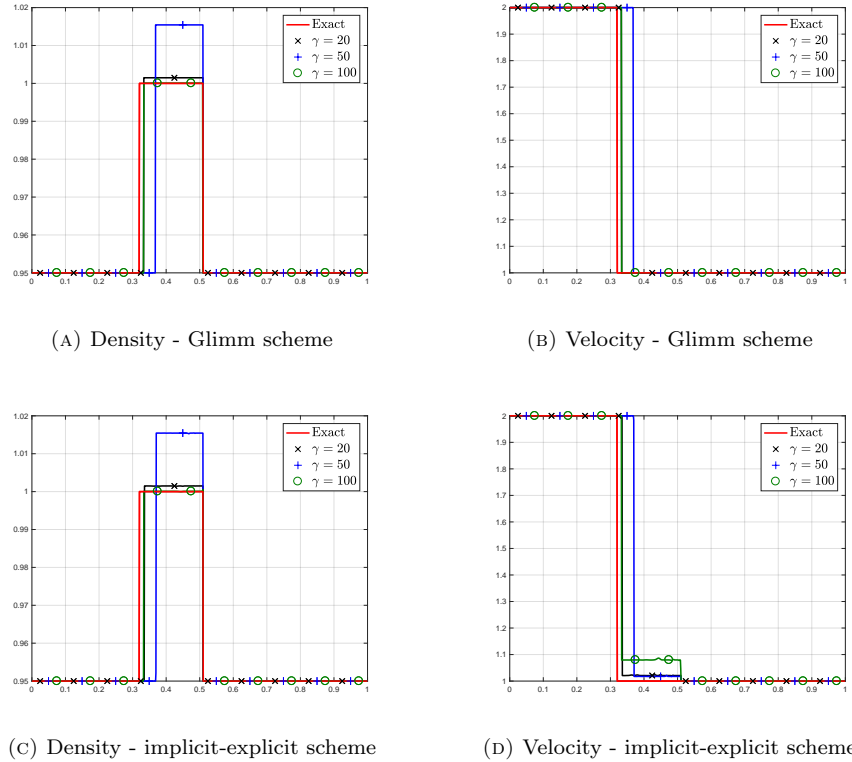 1.02
1.01
1
0.99
0.98
0.97
0.96
0.95
0 0.1 0.2 0.3 0.4 0.5 0.6 0.7 0.8 0.9 1
Exact
γ = 20
γ = 50
γ = 100
(A) Density - Glimm scheme
2
1.9
1.8
1.7
1.6
1.5
1.4
1.3
1.2
1.1
1
0 0.1 0.2 0.3 0.4 0.5 0.6 0.7 0.8 0.9 1
Exact
γ = 20
γ = 50
γ = 100
(B) Velocity - Glimm scheme
1.02
1.01
1
0.99
0.98
0.97
0.96
0.95
0 0.1 0.2 0.3 0.4 0.5 0.6 0.7 0.8 0.9 1
Exact
γ = 20
γ = 50
γ = 100
(C) Density - implicit-explicit scheme
2
1.9
1.8
1.7
1.6
1.5
1.4
1.3
1.2
1.1
1
0 0.1 0.2 0.3 0.4 0.5 0.6 0.7 0.8 0.9 1
Exact
γ = 20
γ = 50
γ = 100
(D) Velocity - implicit-explicit scheme